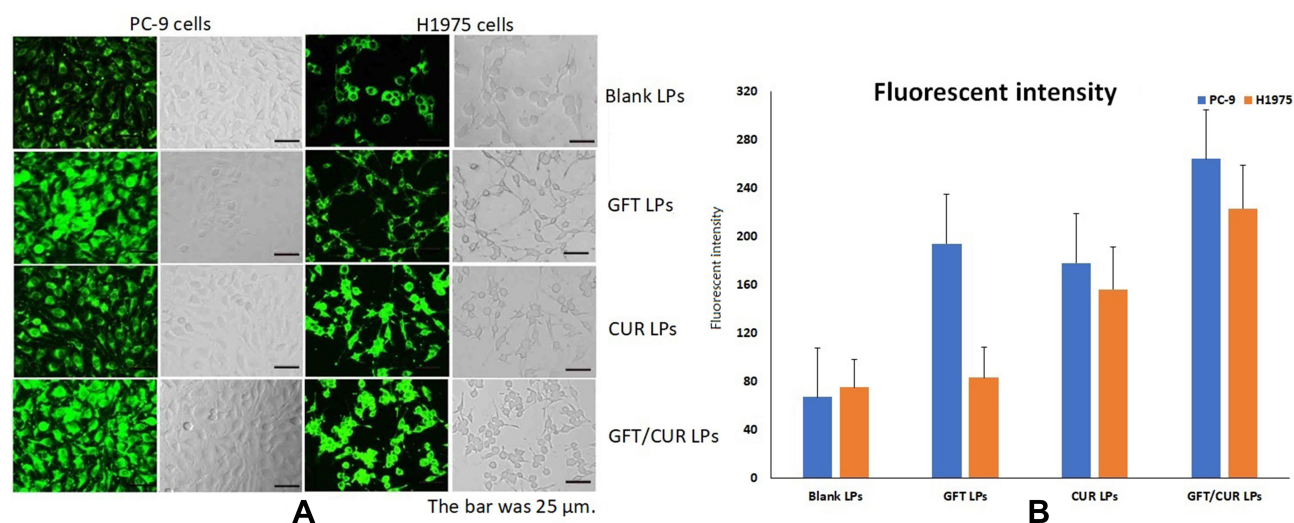 PC-9 cells
H1975 cells
Blank LPs
GFT LPs
CUR LPs
GFT/CUR LPs
The bar was 25 µm.
A
Fluorescent intensity
PC-9 H1975
Fluorescent intensity
320
280
240
200
160
120
80
40
0
Blank LPs GFT LPs CUR LPs GFT/CUR LPs
B